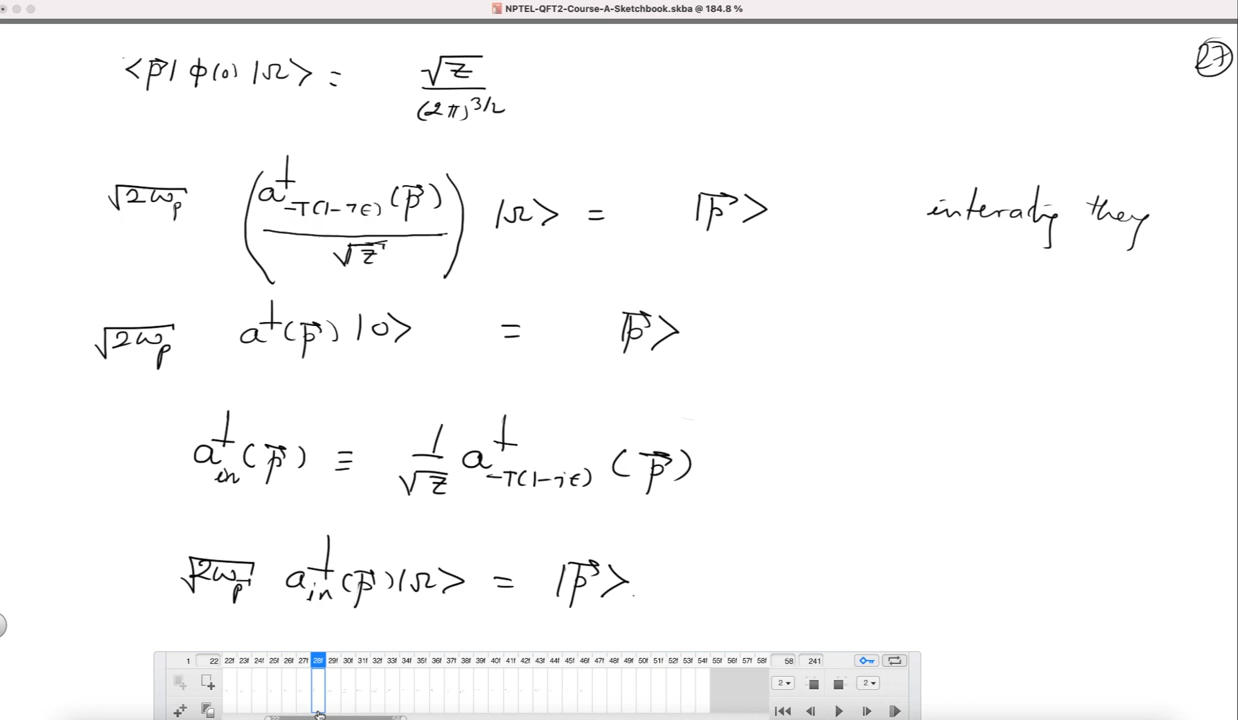 NPTEL-QFT2-Course-A-Sketchbook.skba @ 184.8 %
27
<p⃗| φ(0) |Ω> = √Z / (2π)^{3/2}
√2ω_p (a†_{-T(1-iε)}(p⃗) / √Z) |Ω> = |p⃗> interacting they
√2ω_p a†(p⃗) |0> = |p⃗>
a†_{in}(p⃗) ≡ 1/√Z a†_{-T(1-iε)}(p⃗)
√2ω_p a†_{in}(p⃗)|Ω> = |p⃗>.
1 22 22f 23f 24f 25f 26f 27f 28f 29f 30f 31f 32f 33f 34f 35f 36f 37f 38f 39f 40f 41f 42f 43f 44f 45f 46f 47f 48f 49f 50f 51f 52f 53f 54f 55f 56f 57f 58f 58 241
2 2